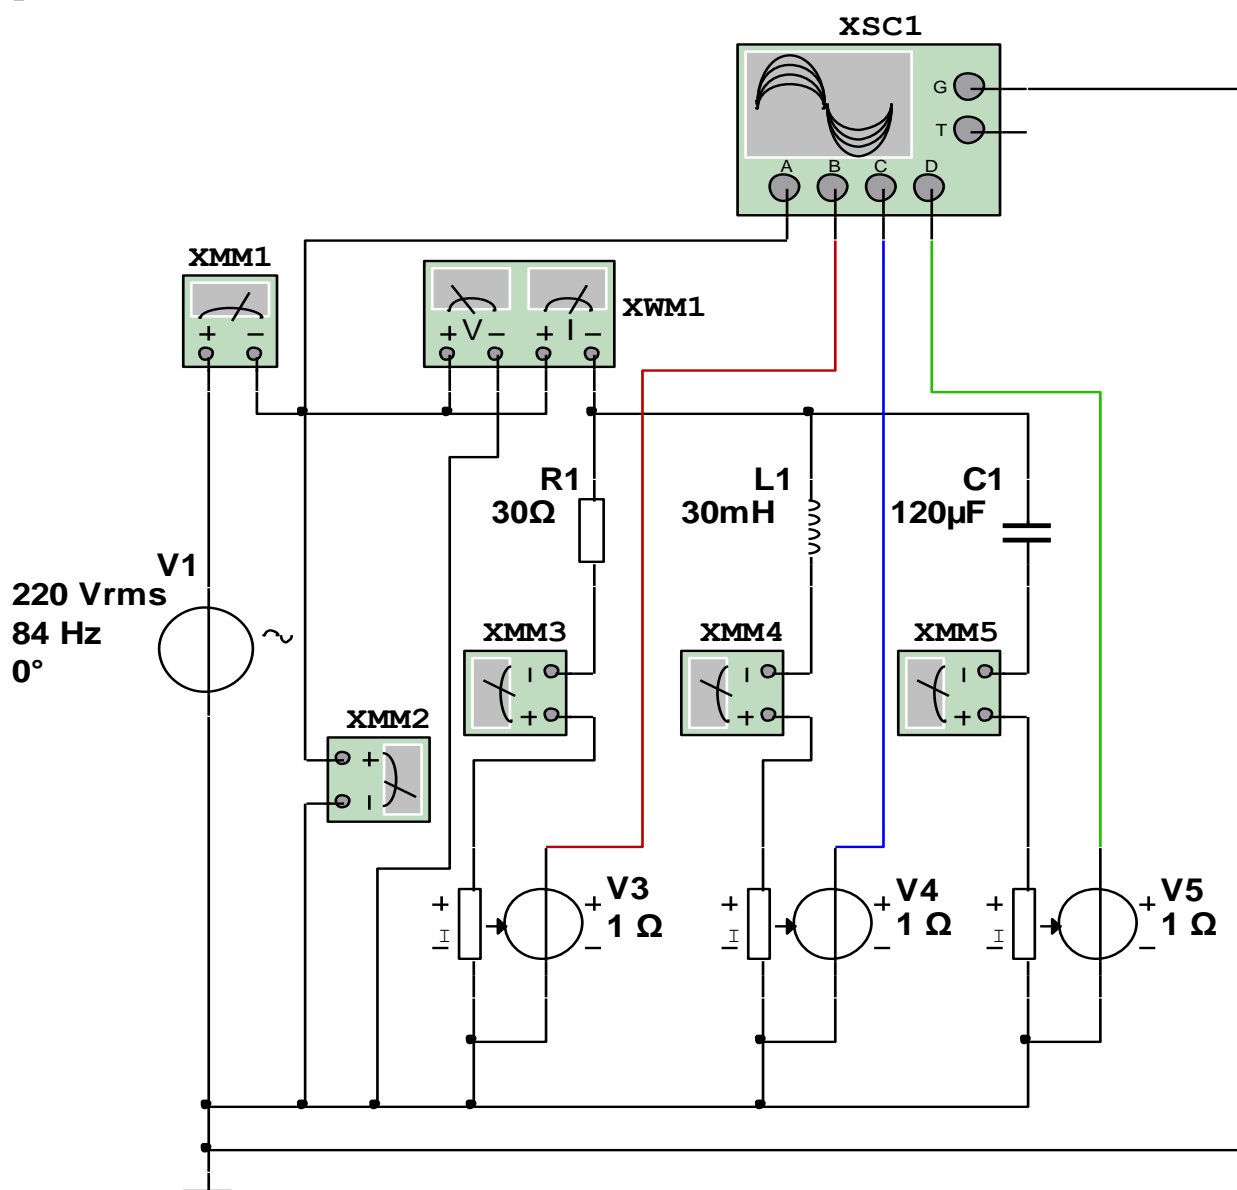 XSC1
G
T
A B C D
XMM1
+ −
XWM1
+ V − + I −
R1
30Ω
L1
30mH
C1
120µF
V1
220 Vrms
84 Hz
0°
XMM3
− +
XMM4
− +
XMM5
− +
XMM2
+ −
+ I −
+ −
V3
1 Ω
+ I −
+ −
V4
1 Ω
+ I −
+ −
V5
1 Ω